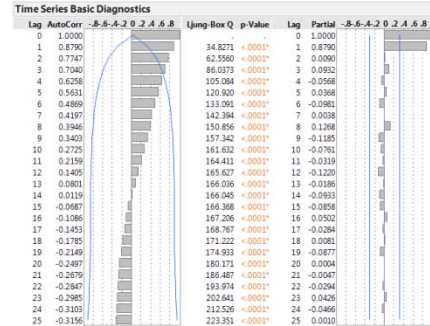 Time Series Basic Diagnostics
Lag AutoCorr -.8-.6-.4-.2 0 .2 .4 .6 .8 Ljung-Box Q p-Value Lag Partial -.8-.6-.4-.2 0 .2 .4 .6 .8
0 1.0000 . . 0 1.0000
1 0.8790 34.8271 <.0001* 1 0.8790
2 0.7747 62.5560 <.0001* 2 0.0090
3 0.7040 86.0373 <.0001* 3 0.0932
4 0.6258 105.084 <.0001* 4 -0.0568
5 0.5631 120.920 <.0001* 5 0.0368
6 0.4869 133.091 <.0001* 6 -0.0981
7 0.4197 142.394 <.0001* 7 0.0038
8 0.3946 150.856 <.0001* 8 0.1268
9 0.3403 157.342 <.0001* 9 -0.1185
10 0.2725 161.632 <.0001* 10 -0.0761
11 0.2159 164.411 <.0001* 11 -0.0319
12 0.1405 165.627 <.0001* 12 -0.1220
13 0.0801 166.036 <.0001* 13 -0.0186
14 0.0119 166.045 <.0001* 14 -0.0933
15 -0.0687 166.368 <.0001* 15 -0.0858
16 -0.1086 167.206 <.0001* 16 0.0502
17 -0.1453 168.767 <.0001* 17 -0.0284
18 -0.1785 171.222 <.0001* 18 0.0081
19 -0.2149 174.933 <.0001* 19 -0.0877
20 -0.2497 180.171 <.0001* 20 0.0004
21 -0.2679 186.487 <.0001* 21 -0.0047
22 -0.2847 193.974 <.0001* 22 -0.0294
23 -0.2985 202.641 <.0001* 23 0.0426
24 -0.3103 212.526 <.0001* 24 -0.0466
25 -0.3156 223.351 <.0001* 25 0.0010